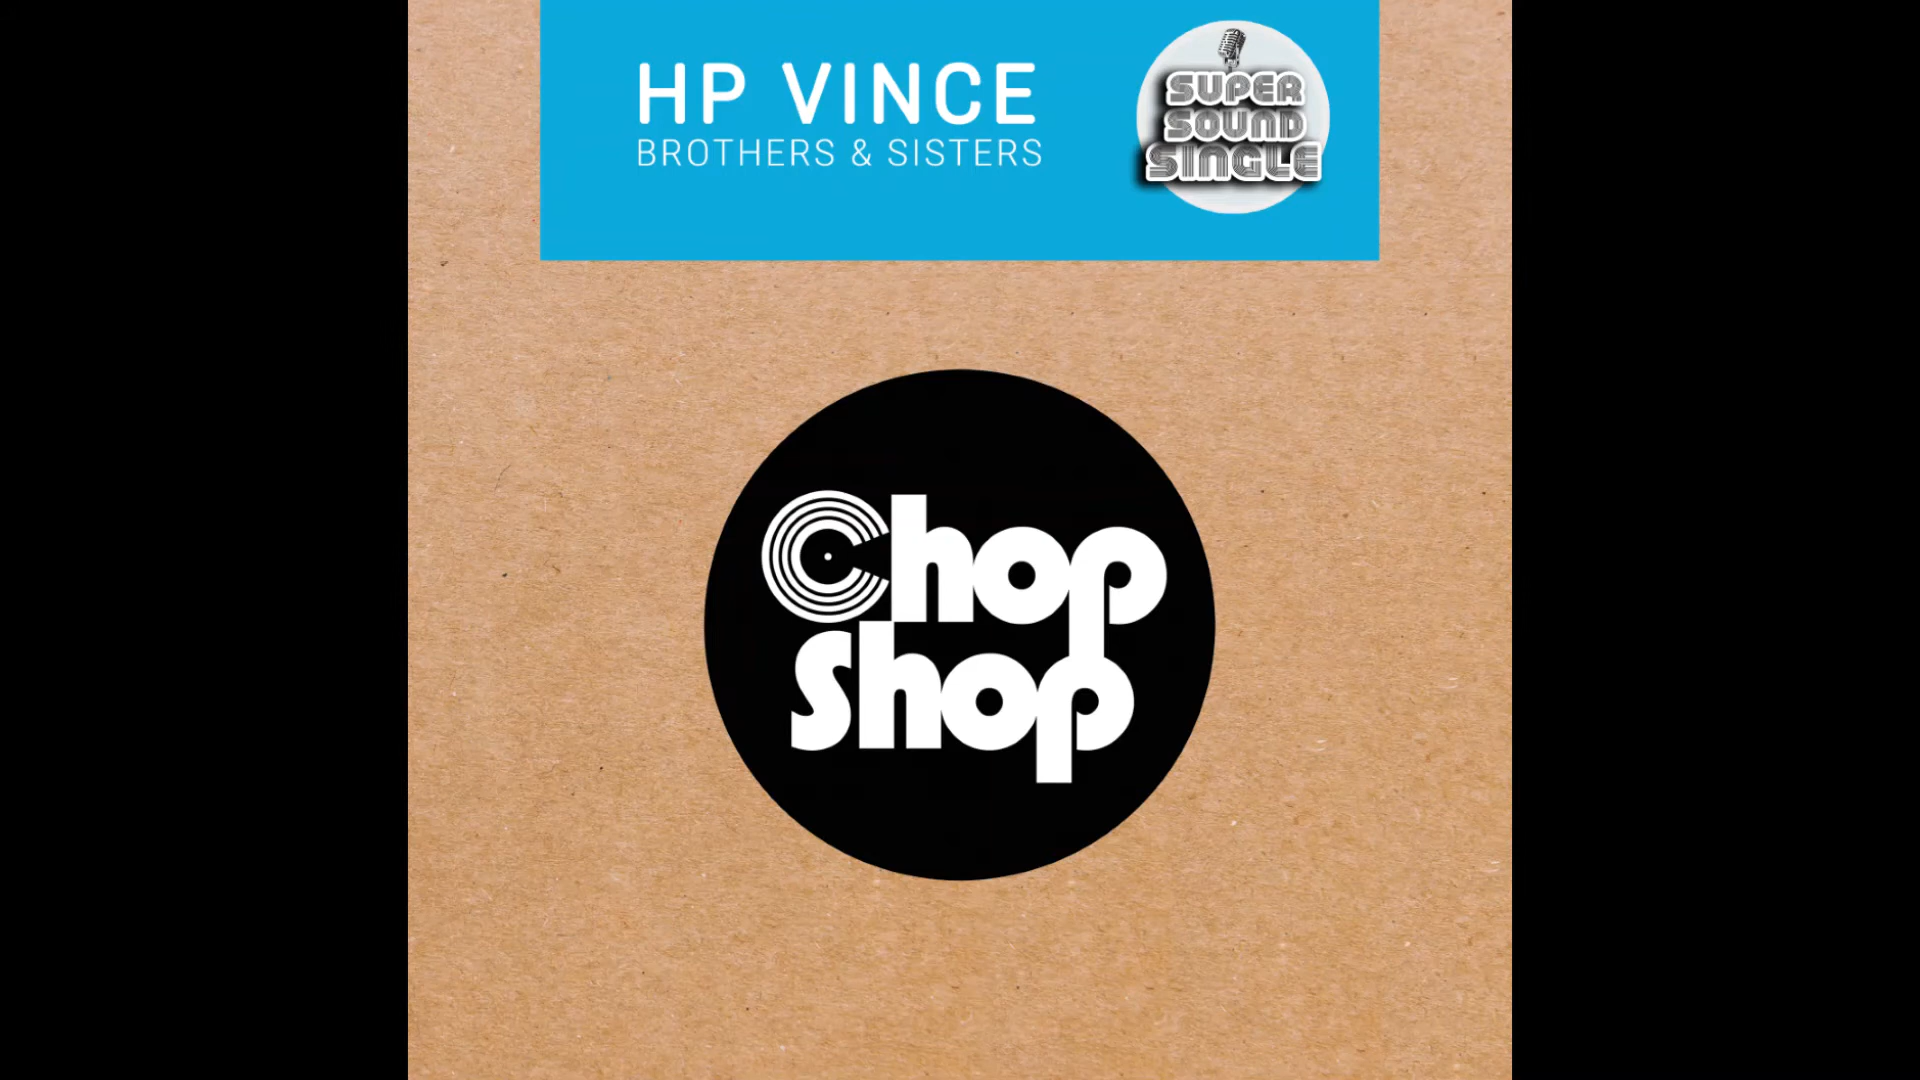 HP VINCE
BROTHERS & SISTERS
SUPER
SOUND
SINGLE
Chop
Shop